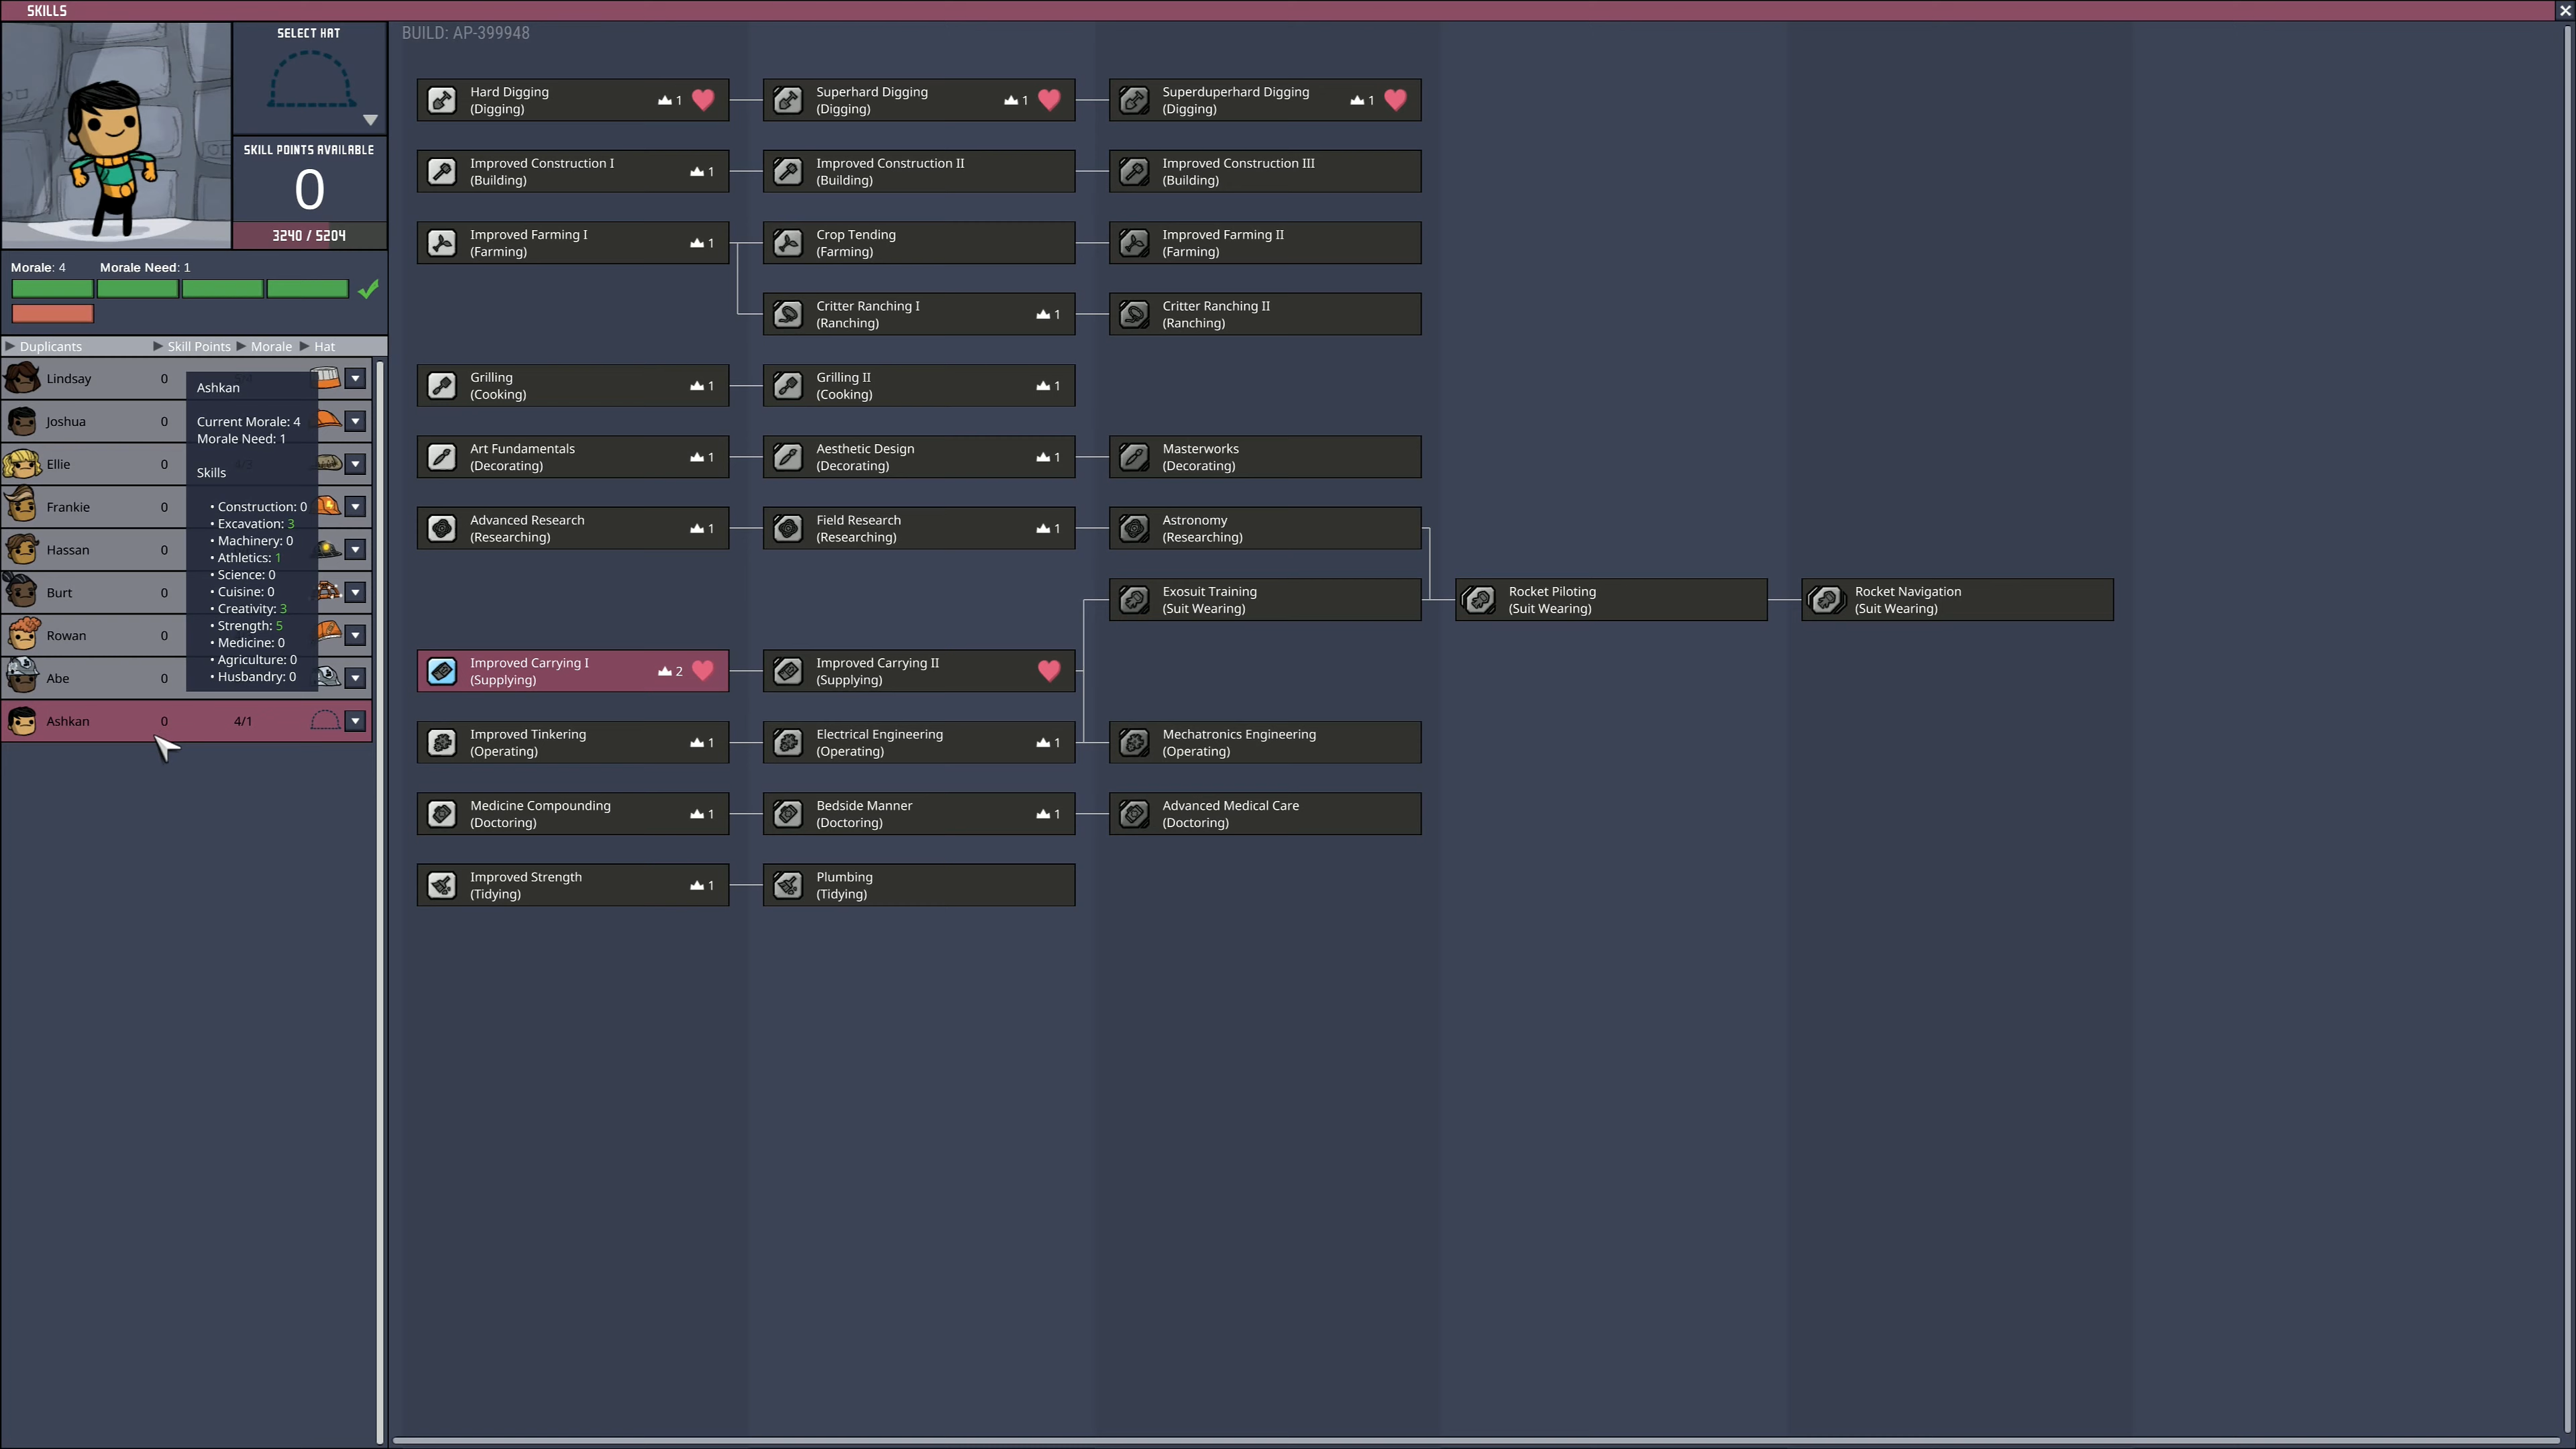 SKILLS
SELECT HAT
SKILL POINTS AVAILABLE
0
3240 / 5204
Morale: 4 Morale Need: 1
Duplicants Skill Points Morale Hat
Lindsay 0
Joshua 0
Ellie 0
Frankie 0
Hassan 0
Burt 0
Rowan 0
Abe 0
Ashkan 0 4/1
Ashkan
Current Morale: 4
Morale Need: 1
Skills
• Construction: 0
• Excavation: 3
• Machinery: 0
• Athletics: 1
• Science: 0
• Cuisine: 0
• Creativity: 3
• Strength: 5
• Medicine: 0
• Agriculture: 0
• Husbandry: 0
BUILD: AP-399948
Hard Digging
(Digging)
1
Superhard Digging
(Digging)
1
Superduperhard Digging
(Digging)
1
Improved Construction I
(Building)
1
Improved Construction II
(Building)
Improved Construction III
(Building)
Improved Farming I
(Farming)
1
Crop Tending
(Farming)
Improved Farming II
(Farming)
Critter Ranching I
(Ranching)
1
Critter Ranching II
(Ranching)
Grilling
(Cooking)
1
Grilling II
(Cooking)
1
Art Fundamentals
(Decorating)
1
Aesthetic Design
(Decorating)
1
Masterworks
(Decorating)
Advanced Research
(Researching)
1
Field Research
(Researching)
1
Astronomy
(Researching)
Exosuit Training
(Suit Wearing)
Rocket Piloting
(Suit Wearing)
Rocket Navigation
(Suit Wearing)
Improved Carrying I
(Supplying)
2
Improved Carrying II
(Supplying)
Improved Tinkering
(Operating)
1
Electrical Engineering
(Operating)
1
Mechatronics Engineering
(Operating)
Medicine Compounding
(Doctoring)
1
Bedside Manner
(Doctoring)
1
Advanced Medical Care
(Doctoring)
Improved Strength
(Tidying)
1
Plumbing
(Tidying)